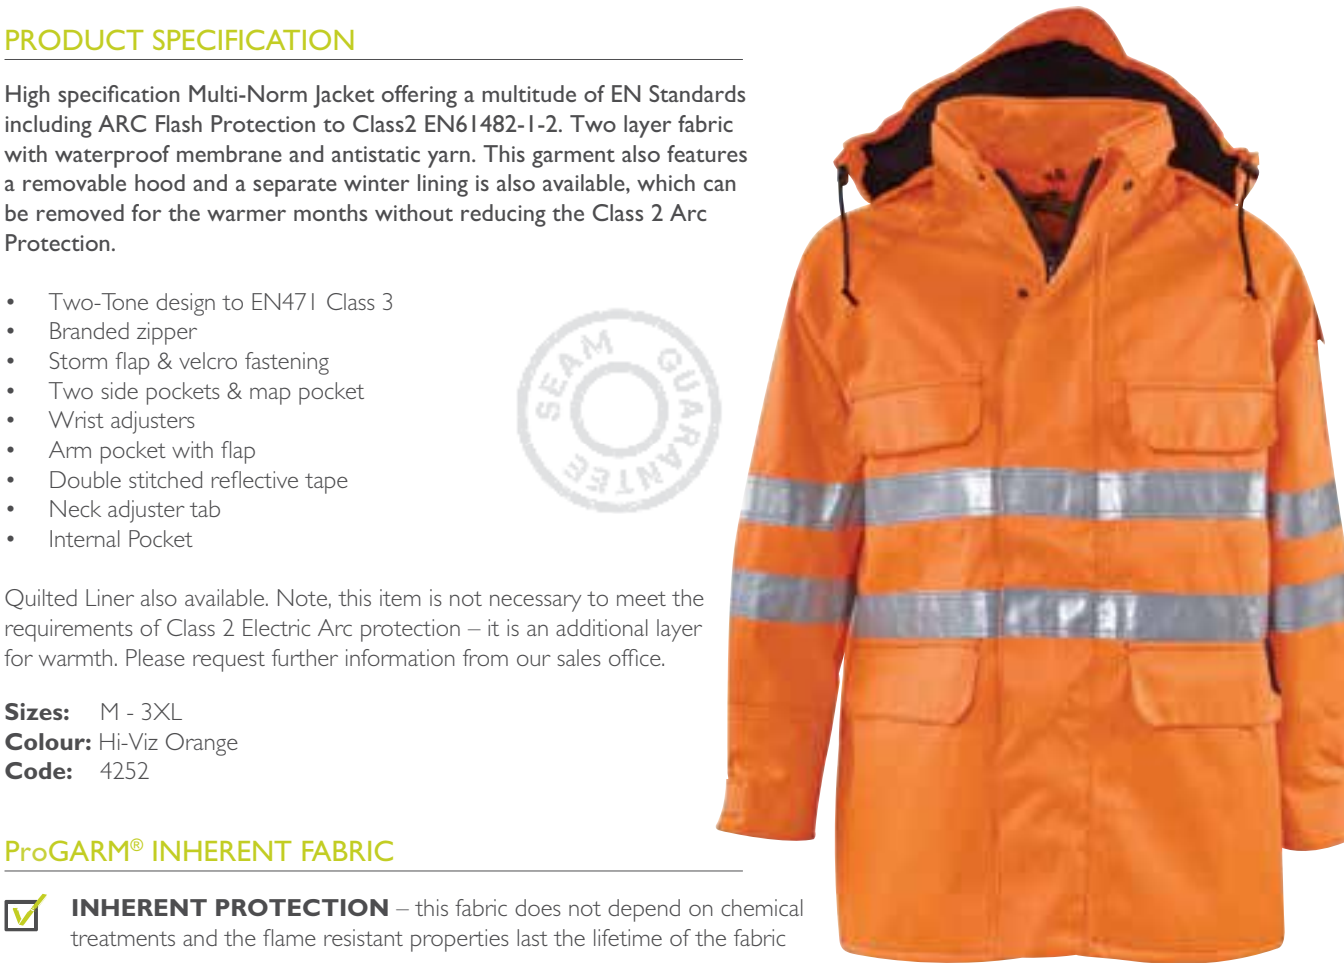 PRODUCT SPECIFICATION
High specification Multi-Norm Jacket offering a multitude of EN Standards
including ARC Flash Protection to Class2 EN61482-1-2. Two layer fabric
with waterproof membrane and antistatic yarn. This garment also features
a removable hood and a separate winter lining is also available, which can
be removed for the warmer months without reducing the Class 2 Arc
Protection.
• Two-Tone design to EN471 Class 3
• Branded zipper
• Storm flap & velcro fastening
• Two side pockets & map pocket
• Wrist adjusters
• Arm pocket with flap
• Double stitched reflective tape
• Neck adjuster tab
• Internal Pocket
SEAM GUARANTEE
Quilted Liner also available. Note, this item is not necessary to meet the
requirements of Class 2 Electric Arc protection – it is an additional layer
for warmth. Please request further information from our sales office.
Sizes: M - 3XL
Colour: Hi-Viz Orange
Code: 4252
ProGARM® INHERENT FABRIC
INHERENT PROTECTION – this fabric does not depend on chemical
treatments and the flame resistant properties last the lifetime of the fabric